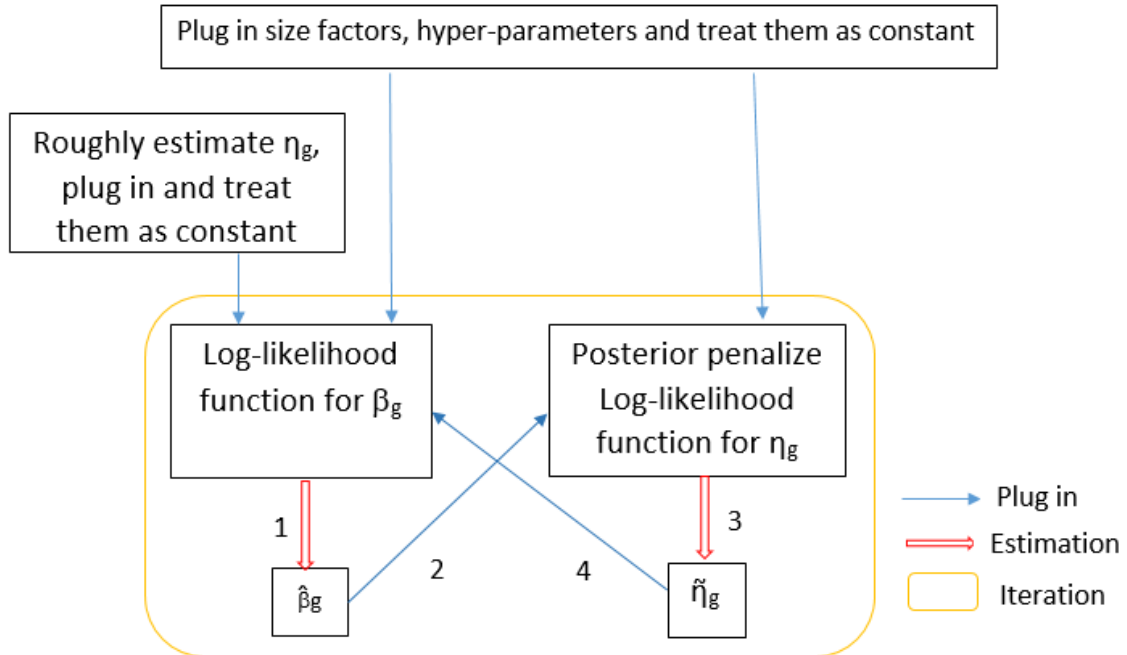 Plug in size factors, hyper-parameters and treat them as constant
Roughly estimate ηg,
plug in and treat
them as constant
Log-likelihood
function for βg
Posterior penalize
Log-likelihood
function for ηg
1
2
3
4
β̂g
η̃g
Plug in
Estimation
Iteration